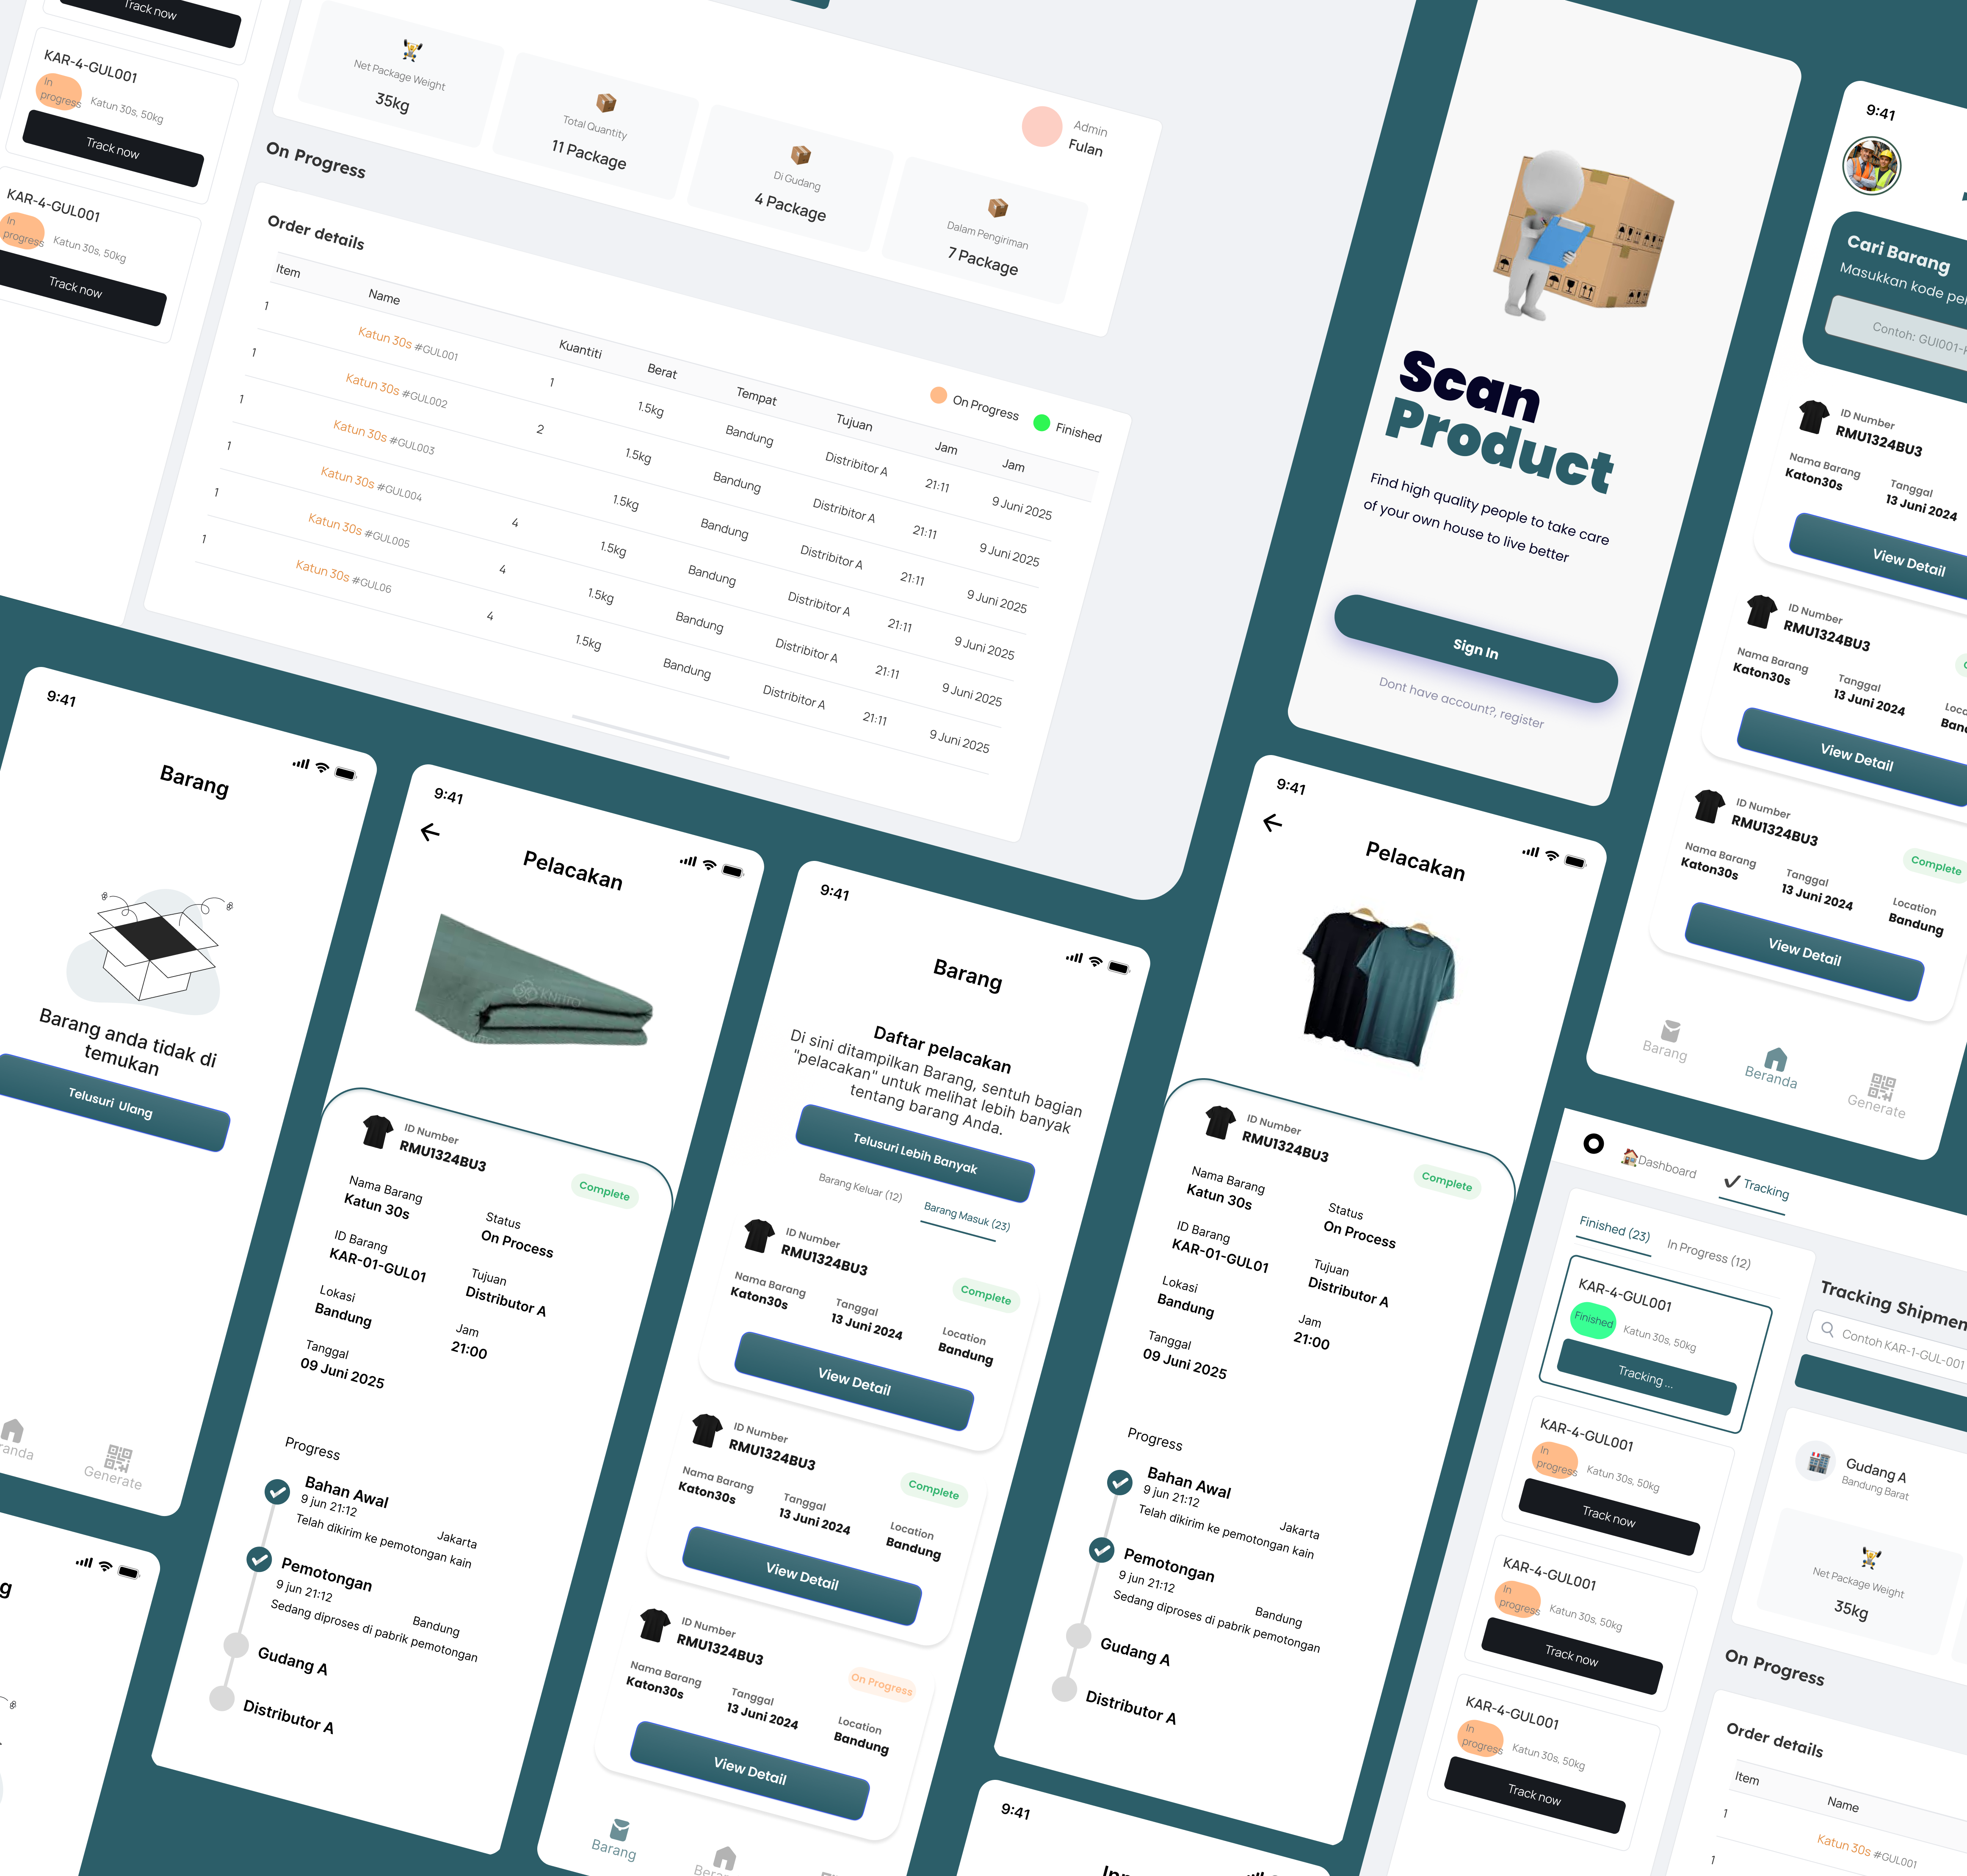 Track now
KAR-4-GUL001
In
progress
Katun 30s, 50kg
Track now
KAR-4-GUL001
In
progress
Katun 30s, 50kg
Track now
Net Package Weight
35kg
Total Quantity
11 Package
Di Gudang
4 Package
Dalam Pengiriman
7 Package
Admin
Fulan
On Progress
Order details
On Progress
Finished
Item Name Kuantiti Berat Tempat Tujuan Jam Jam
1 Katun 30s #GUL001 1 1.5kg Bandung Distribitor A 21:11 9 Juni 2025
1 Katun 30s #GUL002 2 1.5kg Bandung Distribitor A 21:11 9 Juni 2025
1 Katun 30s #GUL003 1.5kg Bandung Distribitor A 21:11 9 Juni 2025
1 Katun 30s #GUL004 4 1.5kg Bandung Distribitor A 21:11 9 Juni 2025
1 Katun 30s #GUL005 4 1.5kg Bandung Distribitor A 21:11 9 Juni 2025
1 Katun 30s #GUL06 4 1.5kg Bandung Distribitor A 21:11 9 Juni 2025
Scan
Product
Find high quality people to take care
of your own house to live better
Sign In
Dont have account?, register
9:41
Cari Barang
Masukkan kode
Contoh: GUI001-
ID Number
RMU1324BU3
Nama Barang
Katon30s
Tanggal
13 Juni 2024
View Detail
ID Number
RMU1324BU3
Nama Barang
Katon30s
Tanggal
13 Juni 2024
View Detail
ID Number
RMU1324BU3
Complete
Nama Barang
Katon30s
Tanggal
13 Juni 2024
Location
Bandung
View Detail
Barang
Beranda
Generate
9:41
Barang
Barang anda tidak di
temukan
Telusuri Ulang
Generate
9:41
Pelacakan
KNITTO
ID Number
RMU1324BU3
Complete
Nama Barang
Katun 30s
Status
On Process
ID Barang
KAR-01-GUL01
Tujuan
Distributor A
Lokasi
Bandung
Jam
21:00
Tanggal
09 Juni 2025
Progress
Bahan Awal
9 jun 21:12
Jakarta
Telah dikirim ke pemotongan kain
Pemotongan
9 jun 21:12
Bandung
Sedang diproses di pabrik pemotongan
Gudang A
Distributor A
9:41
Barang
Daftar pelacakan
Di sini ditampilkan Barang, sentuh bagian
"pelacakan" untuk melihat lebih banyak
tentang barang Anda.
Telusuri Lebih Banyak
Barang Keluar (12)
Barang Masuk (23)
ID Number
RMU1324BU3
Complete
Nama Barang
Katon30s
Tanggal
13 Juni 2024
Location
Bandung
View Detail
ID Number
RMU1324BU3
Complete
Nama Barang
Katon30s
Tanggal
13 Juni 2024
Location
Bandung
View Detail
ID Number
RMU1324BU3
On Progress
Nama Barang
Katon30s
Tanggal
13 Juni 2024
Location
Bandung
View Detail
Barang
9:41
Pelacakan
ID Number
RMU1324BU3
Complete
Nama Barang
Katun 30s
Status
On Process
ID Barang
KAR-01-GUL01
Tujuan
Distributor A
Lokasi
Bandung
Jam
21:00
Tanggal
09 Juni 2025
Progress
Bahan Awal
9 jun 21:12
Jakarta
Telah dikirim ke pemotongan kain
Pemotongan
9 jun 21:12
Bandung
Sedang diproses di pabrik pemotongan
Gudang A
Distributor A
9:41
Dashboard
Tracking
Finished (23)
In Progress (12)
KAR-4-GUL001
Finished
Katun 30s, 50kg
Tracking ...
KAR-4-GUL001
In
progress
Katun 30s, 50kg
Track now
KAR-4-GUL001
In
progress
Katun 30s, 50kg
Track now
KAR-4-GUL001
In
progress
Katun 30s, 50kg
Track now
Tracking Shipmen
Contoh KAR-1-GUL-001
Gudang A
Bandung Barat
Net Package Weight
35kg
On Progress
Order details
Item Name
1 Katun 30s #GUL001
1